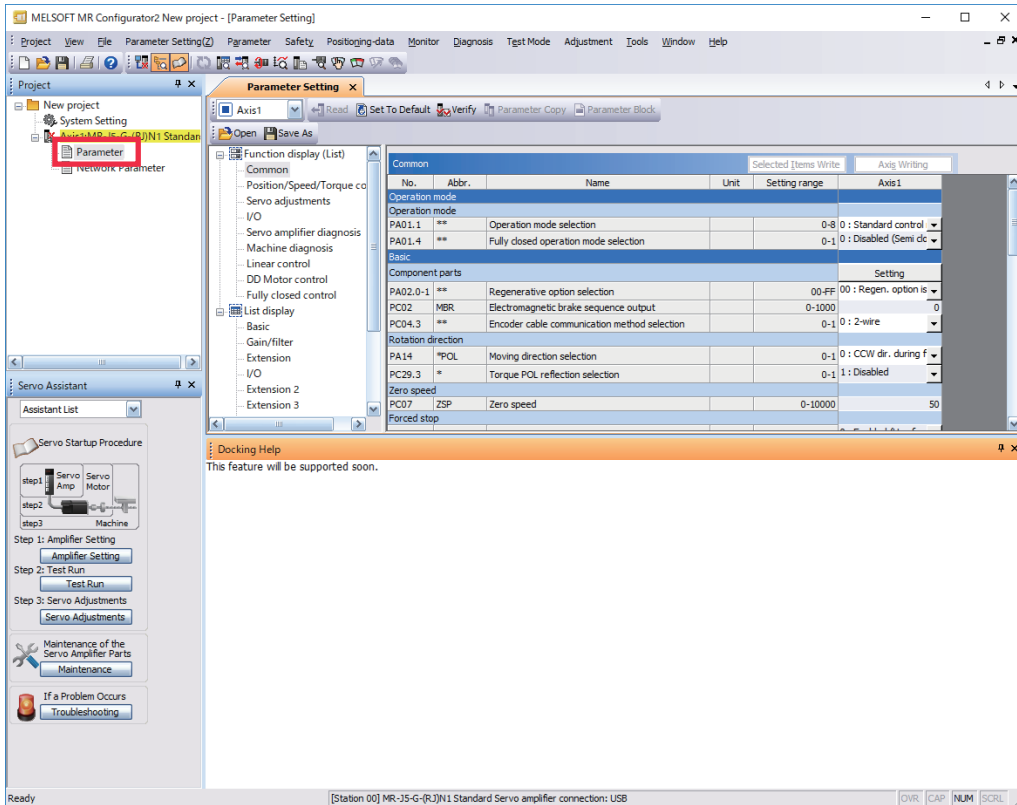 MELSOFT MR Configurator2 New project - [Parameter Setting]
Project View File Parameter Setting(Z) Parameter Safety Positioning-data Monitor Diagnosis Test Mode Adjustment Tools Window Help
Project
New project
System Setting
Axis1:MR-J5-G-(RJ)N1 Standar
Parameter
Network Parameter
Servo Assistant
Assistant List
Servo Startup Procedure
step1
Servo Amp
Servo Motor
step2
step3
Machine
Step 1: Amplifier Setting
Amplifier Setting
Step 2: Test Run
Test Run
Step 3: Servo Adjustments
Servo Adjustments
Maintenance of the
Servo Amplifier Parts
Maintenance
If a Problem Occurs
Troubleshooting
Parameter Setting
Axis1 Read Set To Default Verify Parameter Copy Parameter Block
Open Save As
Function display (List)
Common
Position/Speed/Torque co
Servo adjustments
I/O
Servo amplifier diagnosis
Machine diagnosis
Linear control
DD Motor control
Fully closed control
List display
Basic
Gain/filter
Extension
I/O
Extension 2
Extension 3
Common Selected Items Write Axis Writing
No. Abbr. Name Unit Setting range Axis1
Operation mode
Operation mode
PA01.1 ** Operation mode selection 0-8 0 : Standard control
PA01.4 ** Fully closed operation mode selection 0-1 0 : Disabled (Semi clc
Basic
Component parts Setting
PA02.0-1 ** Regenerative option selection 00-FF 00 : Regen. option is
PC02 MBR Electromagnetic brake sequence output 0-1000 0
PC04.3 ** Encoder cable communication method selection 0-1 0 : 2-wire
Rotation direction
PA14 *POL Moving direction selection 0-1 0 : CCW dir. during f
PC29.3 * Torque POL reflection selection 0-1 1 : Disabled
Zero speed
PC07 ZSP Zero speed 0-10000 50
Forced stop
Docking Help
This feature will be supported soon.
Ready [Station 00] MR-J5-G-(RJ)N1 Standard Servo amplifier connection: USB OVR CAP NUM SCRL